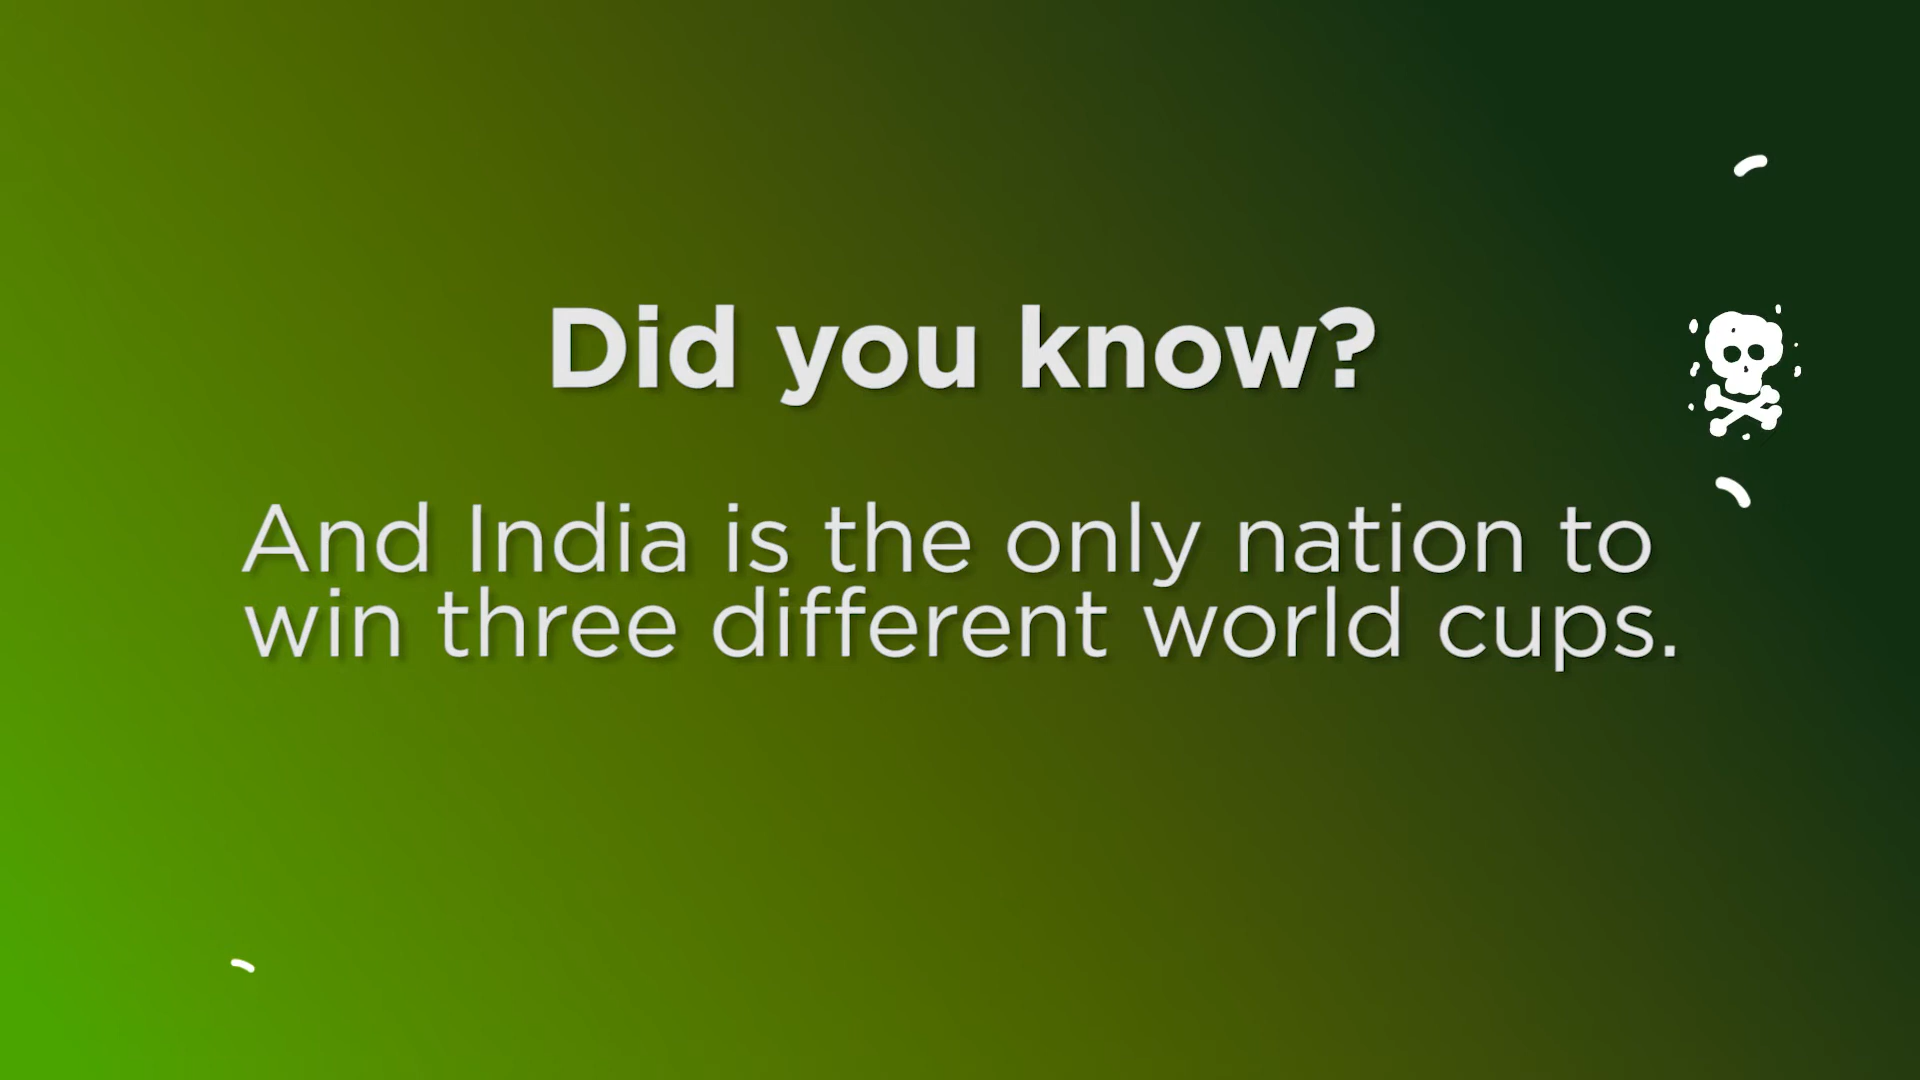 Did you know?
And India is the only nation to
win three different world cups.